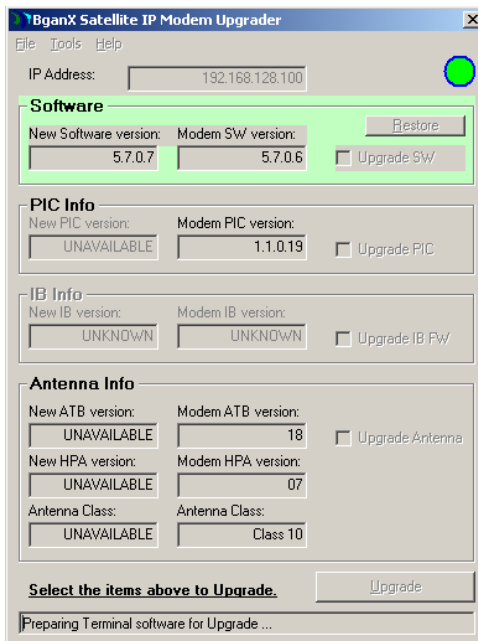 BganX Satellite IP Modem Upgrader
File Tools Help
IP Address: 192.168.128.100
Software
Restore
New Software version: Modem SW version:
5.7.0.7 5.7.0.6 Upgrade SW
PIC Info
New PIC version: Modem PIC version:
UNAVAILABLE 1.1.0.19 Upgrade PIC
IB Info
New IB version: Modem IB version:
UNKNOWN UNKNOWN Upgrade IB FW
Antenna Info
New ATB version: Modem ATB version:
UNAVAILABLE 18 Upgrade Antenna
New HPA version: Modem HPA version:
UNAVAILABLE 07
Antenna Class: Antenna Class:
UNAVAILABLE Class 10
Select the items above to Upgrade. Upgrade
Preparing Terminal software for Upgrade ...